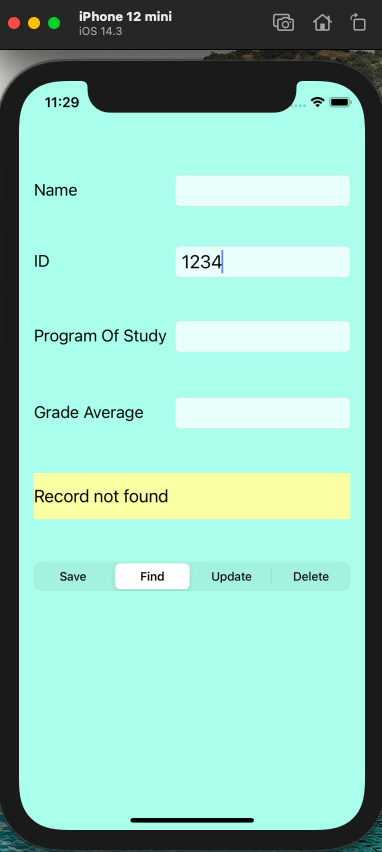 iPhone 12 mini
iOS 14.3
11:29
Name
ID 1234
Program Of Study
Grade Average
Record not found
Save Find Update Delete